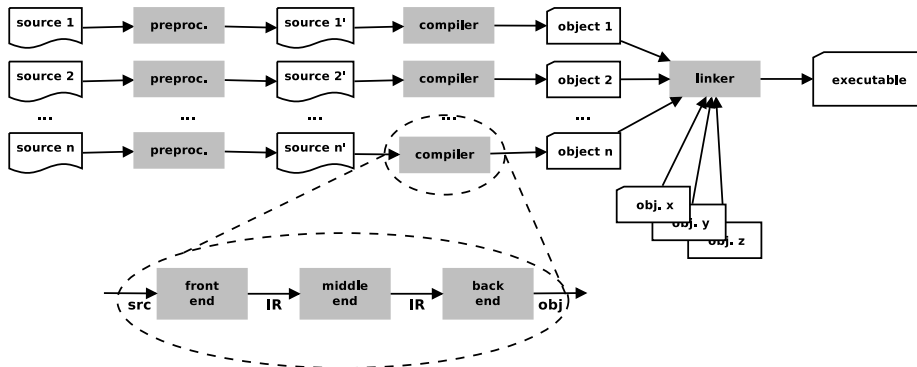 source 1 preproc. source 1' compiler object 1
source 2 preproc. source 2' compiler object 2 linker executable
... ... ... ... ...
source n preproc. source n' compiler object n
obj. x
obj. y
obj. z
front end
middle end
back end
src IR IR obj